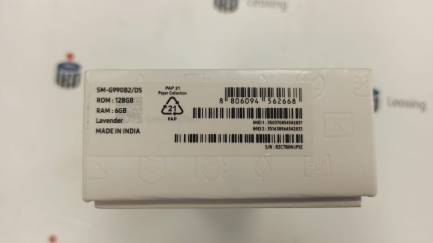 SM-G990B2/DS
ROM : 128GB
RAM : 6GB
Lavender
MADE IN INDIA
PAP 21
Paper Collection
21
PAP
8 806094 562668
Leasing
Leasing